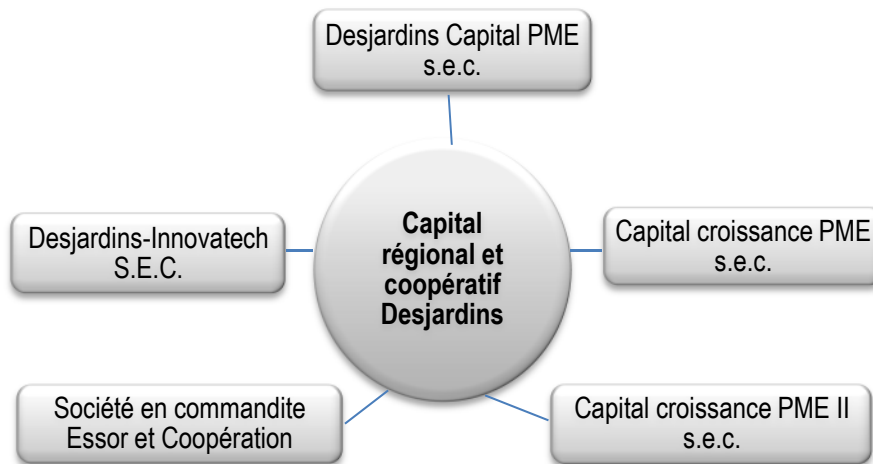 Desjardins Capital PME
s.e.c.
Desjardins-Innovatech
S.E.C.
Capital
régional et
coopératif
Desjardins
Capital croissance PME
s.e.c.
Société en commandite
Essor et Coopération
Capital croissance PME II
s.e.c.